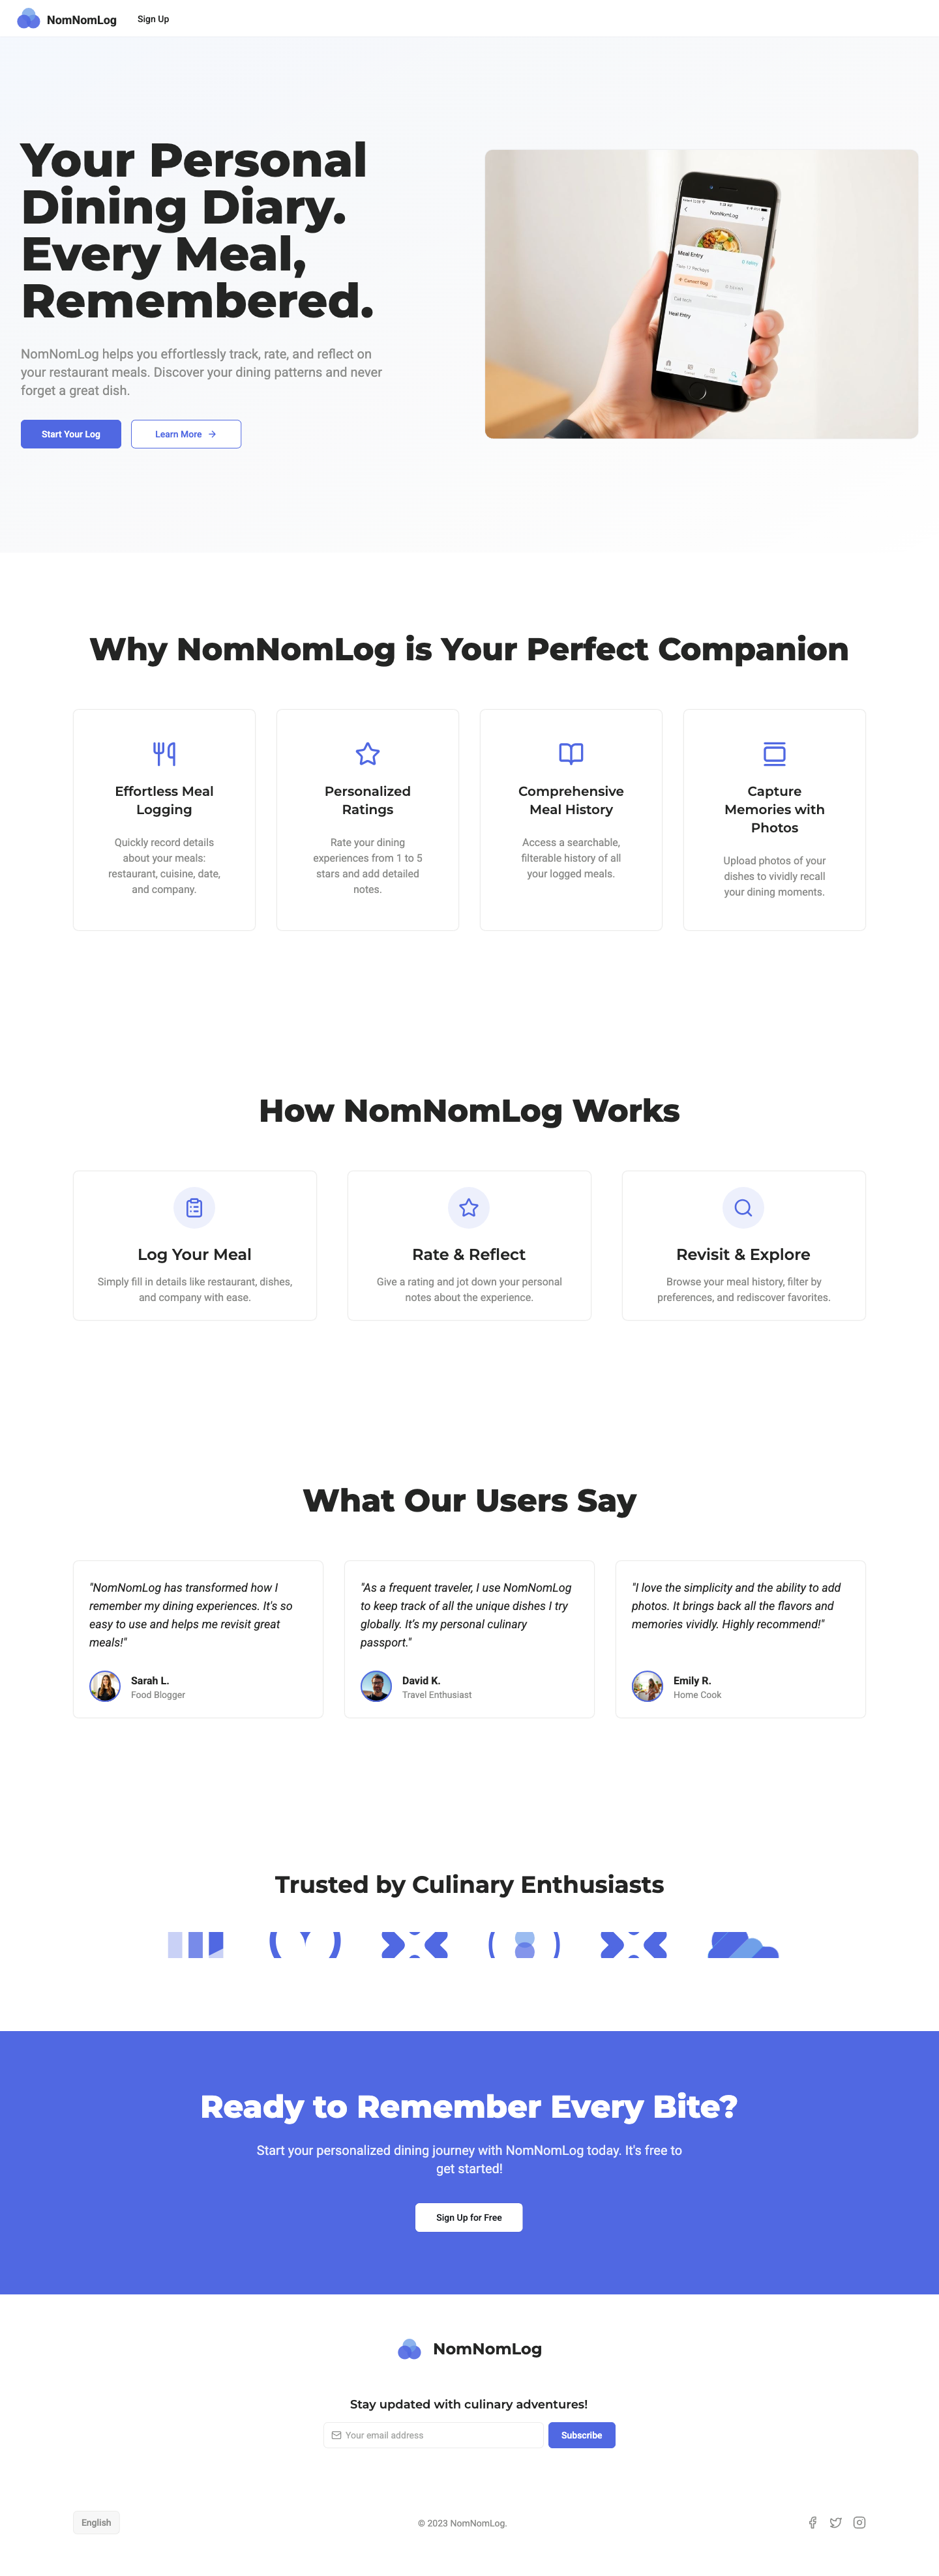 NomNomLog
Sign Up
Your Personal
Dining Diary.
Every Meal,
Remembered.
NomNomLog helps you effortlessly track, rate, and reflect on
your restaurant meals. Discover your dining patterns and never
forget a great dish.
Start Your Log
Learn More
NomNomLog
Meal Entry
Meal Entry
Why NomNomLog is Your Perfect Companion
Effortless Meal
Logging
Quickly record details
about your meals:
restaurant, cuisine, date,
and company.
Personalized
Ratings
Rate your dining
experiences from 1 to 5
stars and add detailed
notes.
Comprehensive
Meal History
Access a searchable,
filterable history of all
your logged meals.
Capture
Memories with
Photos
Upload photos of your
dishes to vividly recall
your dining moments.
How NomNomLog Works
Log Your Meal
Simply fill in details like restaurant, dishes,
and company with ease.
Rate & Reflect
Give a rating and jot down your personal
notes about the experience.
Revisit & Explore
Browse your meal history, filter by
preferences, and rediscover favorites.
What Our Users Say
"NomNomLog has transformed how I
remember my dining experiences. It's so
easy to use and helps me revisit great
meals!"
Sarah L.
Food Blogger
"As a frequent traveler, I use NomNomLog
to keep track of all the unique dishes I try
globally. It's my personal culinary
passport."
David K.
Travel Enthusiast
"I love the simplicity and the ability to add
photos. It brings back all the flavors and
memories vividly. Highly recommend!"
Emily R.
Home Cook
Trusted by Culinary Enthusiasts
Ready to Remember Every Bite?
Start your personalized dining journey with NomNomLog today. It's free to
get started!
Sign Up for Free
NomNomLog
Stay updated with culinary adventures!
Your email address
Subscribe
English
© 2023 NomNomLog.